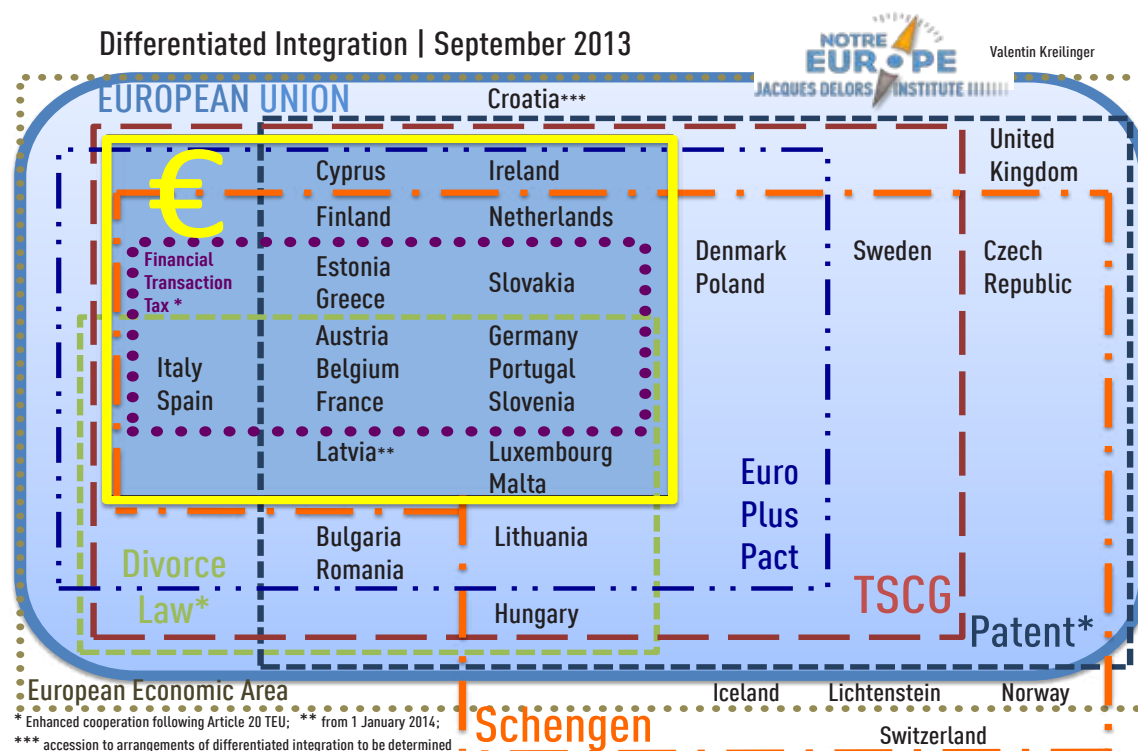 Differentiated Integration | September 2013
NOTRE
EUROPE
JACQUES DELORS INSTITUTE
Valentin Kreilinger
EUROPEAN UNION
Croatia***
United
Kingdom
€
Cyprus
Ireland
Finland
Netherlands
Financial
Transaction
Tax *
Estonia
Greece
Slovakia
Denmark
Poland
Sweden
Czech
Republic
Italy
Spain
Austria
Belgium
France
Germany
Portugal
Slovenia
Latvia**
Luxembourg
Malta
Euro
Plus
Pact
Divorce
Law*
Bulgaria
Romania
Lithuania
Hungary
TSCG
Patent*
European Economic Area
Iceland
Lichtenstein
Norway
* Enhanced cooperation following Article 20 TEU; ** from 1 January 2014;
*** accession to arrangements of differentiated integration to be determined
Schengen
Switzerland